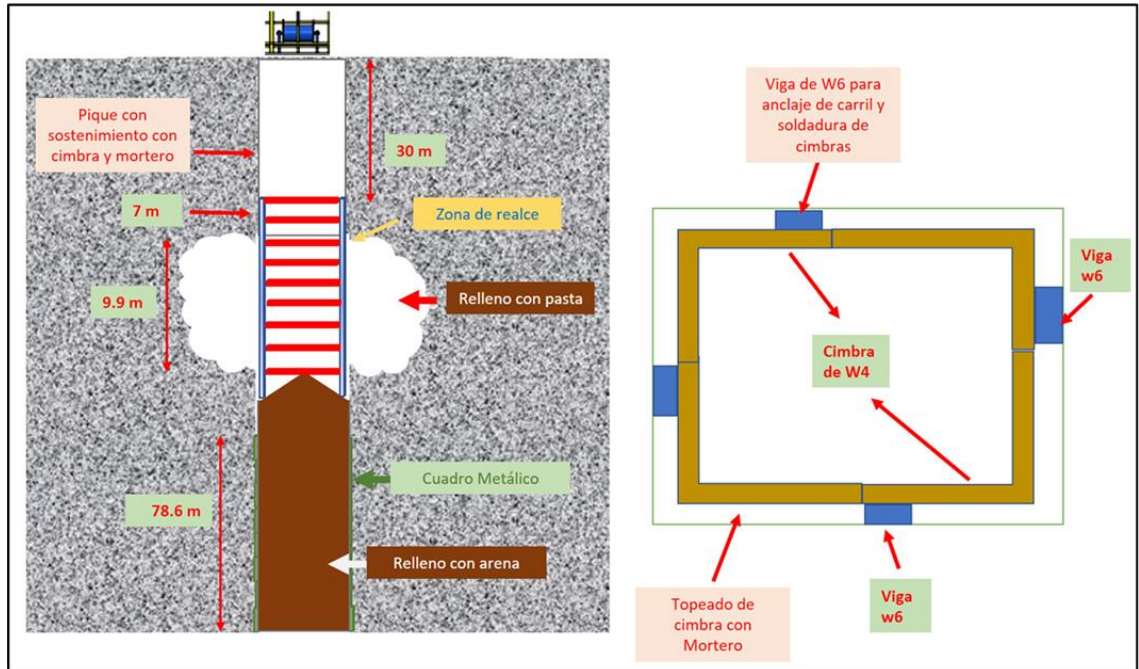 Pique con
sostenimiento con
cimbra y mortero
30 m
7 m
Zona de realce
9.9 m
Relleno con pasta
Cuadro Metálico
78.6 m
Relleno con arena
Viga de W6 para
anclaje de carril y
soldadura de
cimbras
Viga
w6
Cimbra
de W4
Topeado de
cimbra con
Mortero
Viga
w6